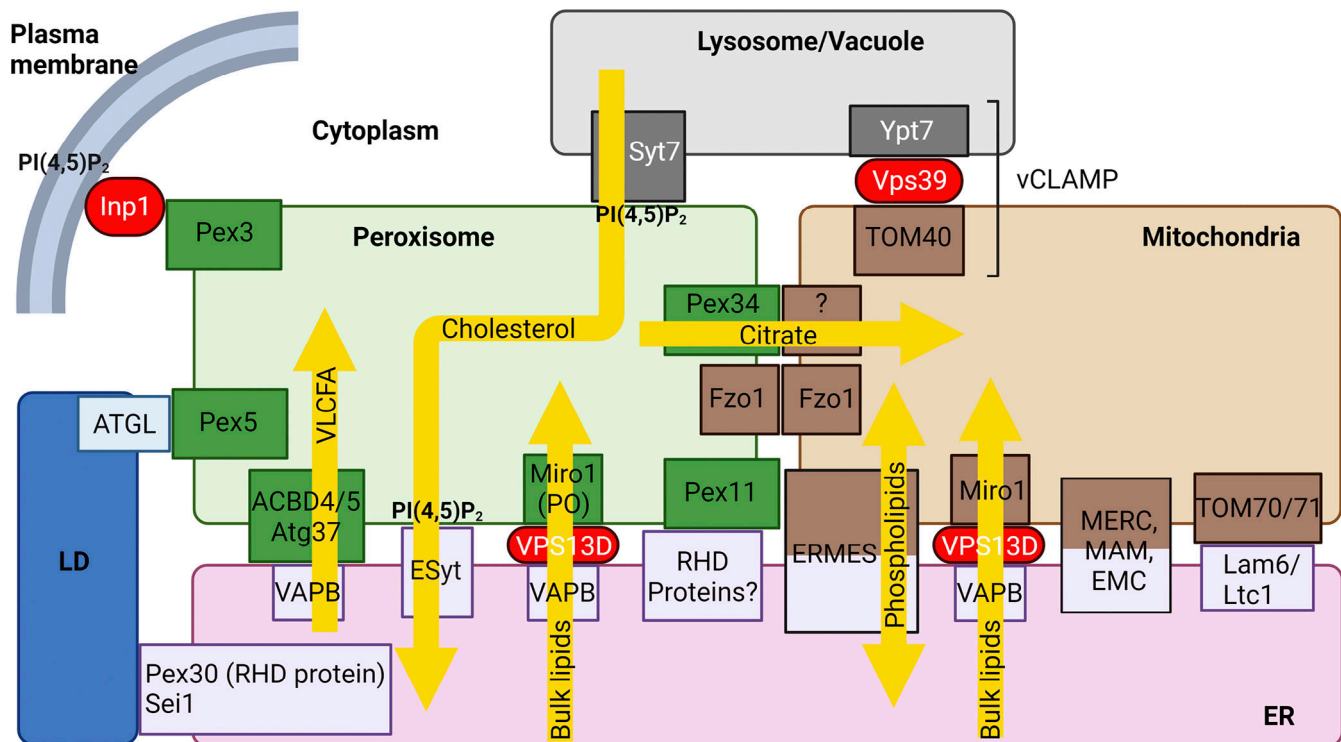 Plasma
membrane
Lysosome/Vacuole
Cytoplasm
Syt7
Ypt7
Vps39
vCLAMP
PI(4,5)P₂
Inp1
Pex3
Peroxisome
PI(4,5)P₂
TOM40
Mitochondria
Pex34
?
Cholesterol
Citrate
VLCFA
Fzo1
Fzo1
ATGL
Pex5
Phospholipids
ACBD4/5
Atg37
PI(4,5)P₂
Miro1
(PO)
Pex11
ERMES
Miro1
MERC,
MAM,
EMC
TOM70/71
LD
VAPB
ESyt
VPS13D
VAPB
RHD
Proteins?
VPS13D
VAPB
Lam6/
Ltc1
Pex30 (RHD protein)
Sei1
Bulk lipids
Bulk lipids
ER